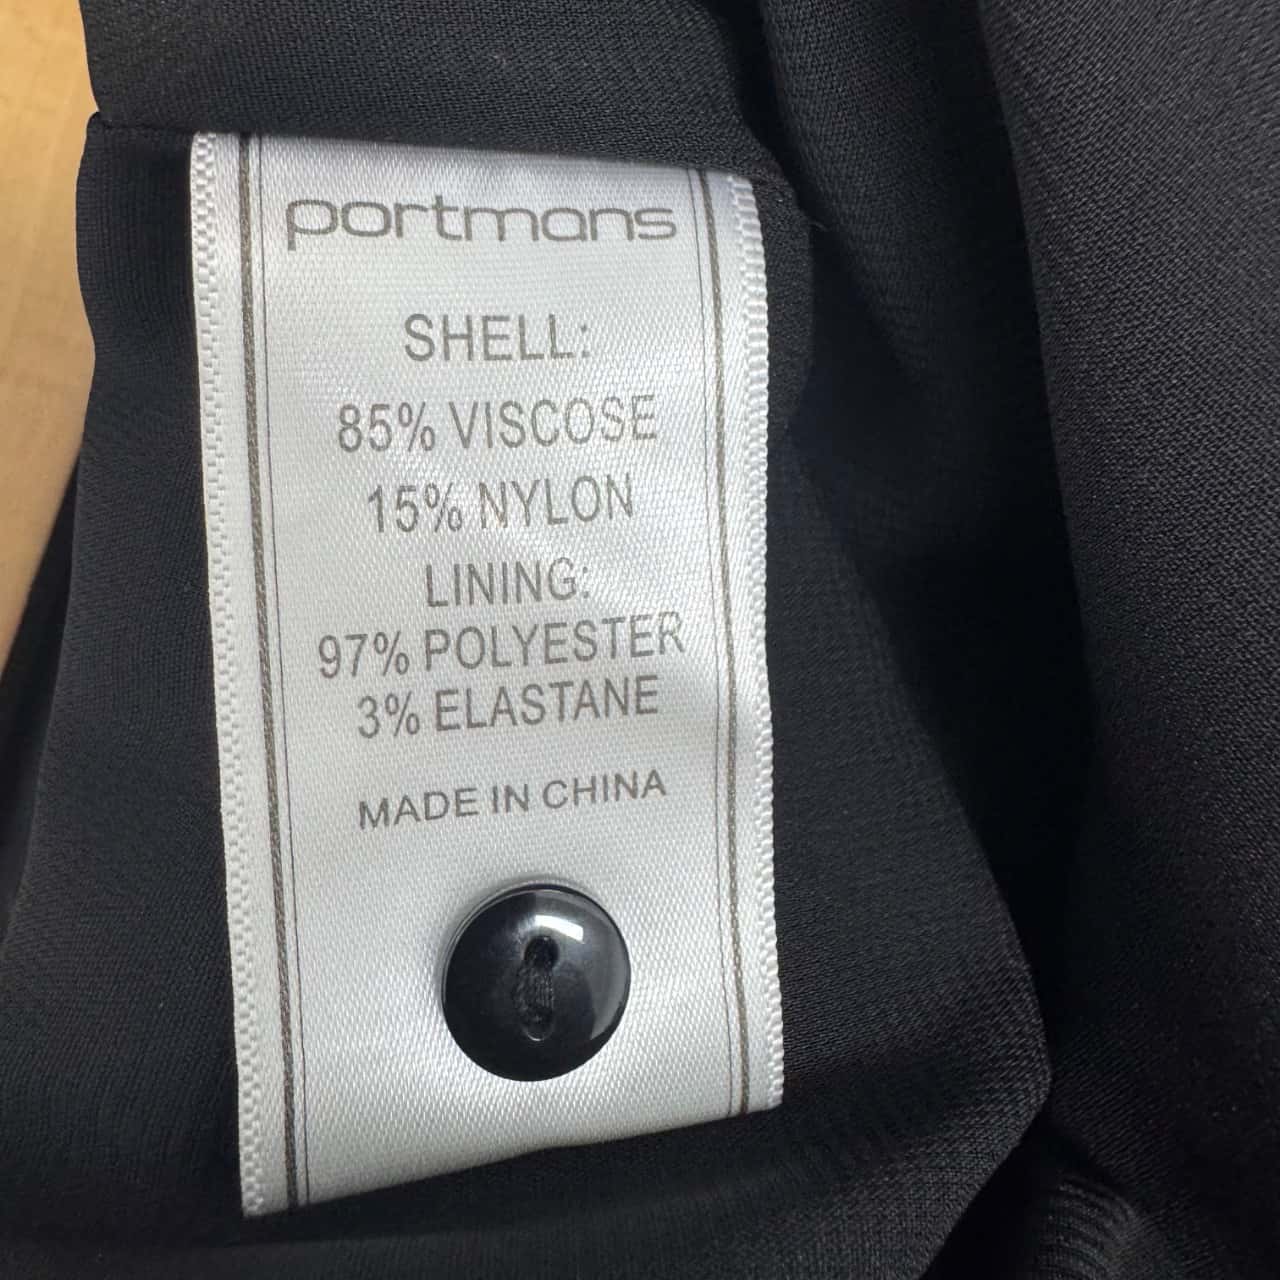 portmans
SHELL:
85% VISCOSE
15% NYLON
LINING:
97% POLYESTER
3% ELASTANE
MADE IN CHINA